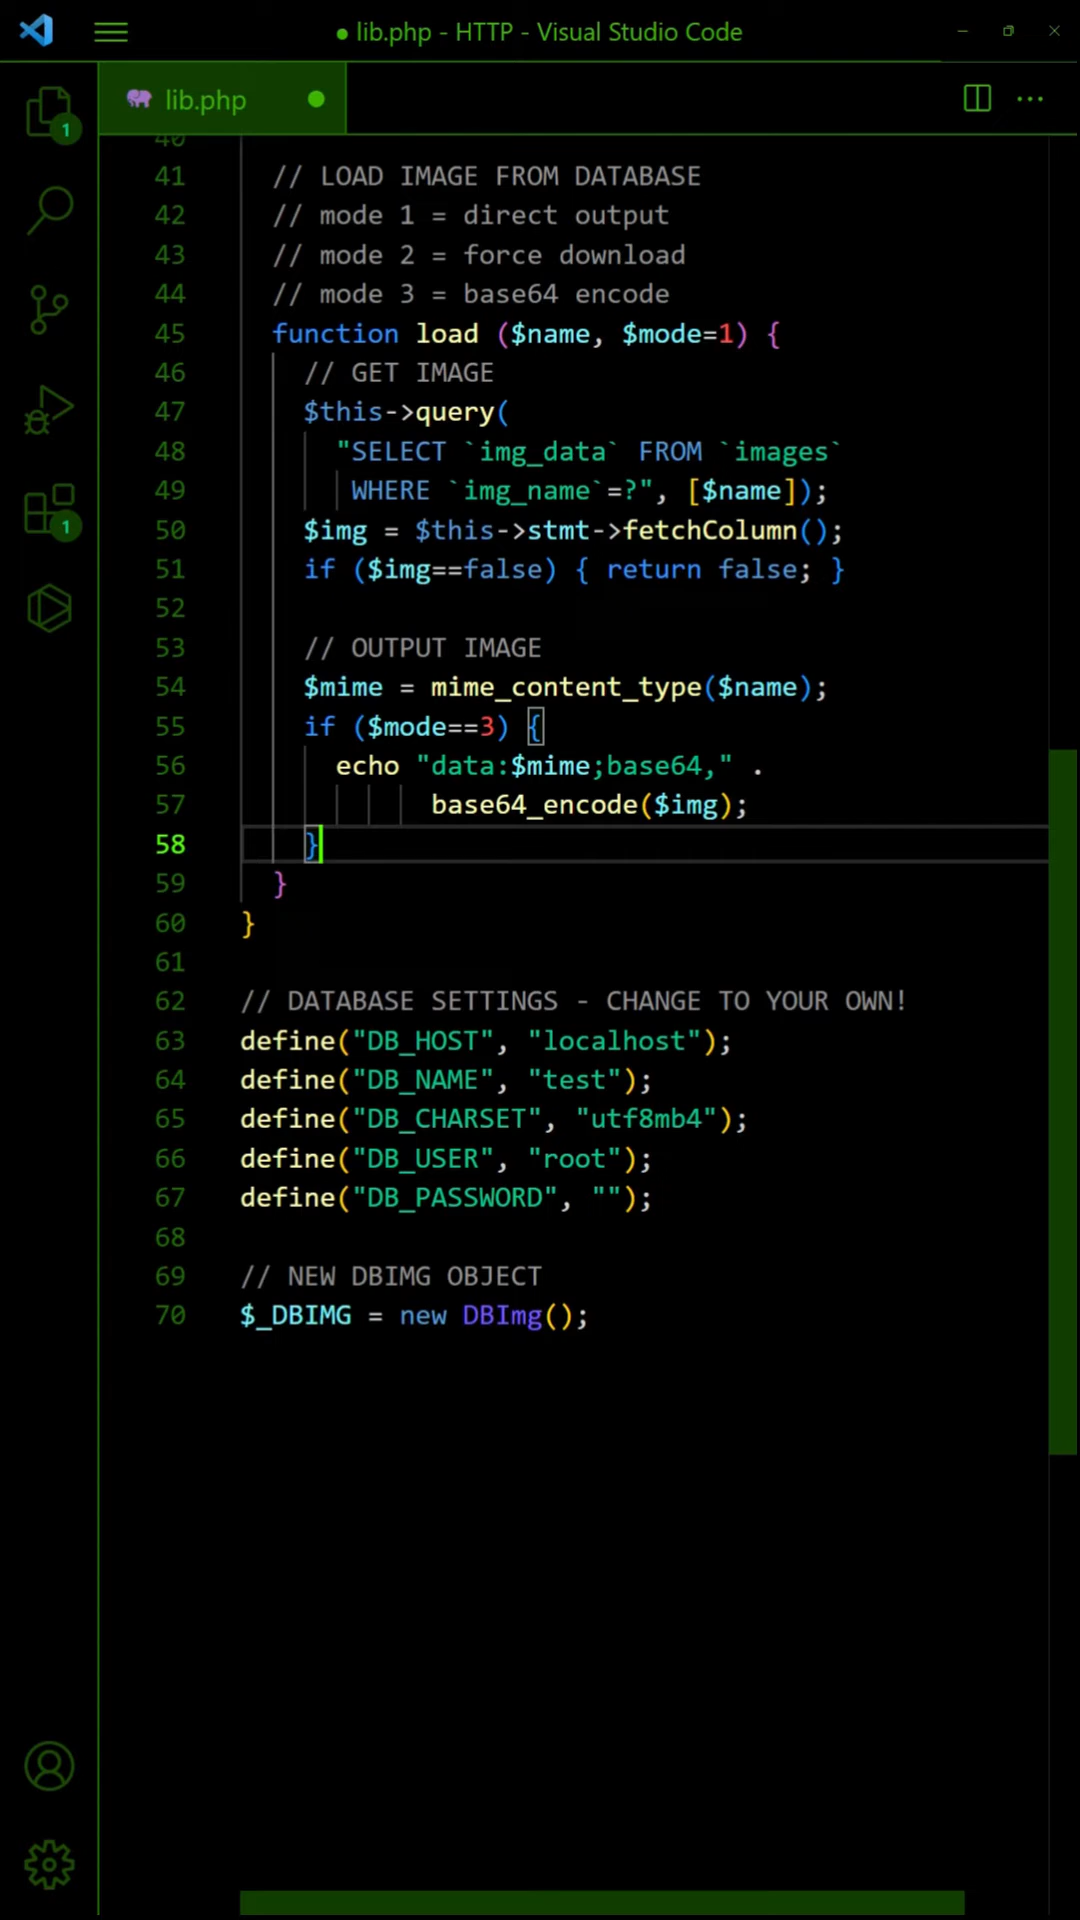 ● lib.php - HTTP - Visual Studio Code
lib.php
1
1
40
41 // LOAD IMAGE FROM DATABASE
42 // mode 1 = direct output
43 // mode 2 = force download
44 // mode 3 = base64 encode
45 function load ($name, $mode=1) {
46 // GET IMAGE
47 $this->query(
48 "SELECT `img_data` FROM `images`
49 WHERE `img_name`=?", [$name]);
50 $img = $this->stmt->fetchColumn();
51 if ($img==false) { return false; }
52
53 // OUTPUT IMAGE
54 $mime = mime_content_type($name);
55 if ($mode==3) {
56 echo "data:$mime;base64," .
57 base64_encode($img);
58 }
59 }
60 }
61
62 // DATABASE SETTINGS - CHANGE TO YOUR OWN!
63 define("DB_HOST", "localhost");
64 define("DB_NAME", "test");
65 define("DB_CHARSET", "utf8mb4");
66 define("DB_USER", "root");
67 define("DB_PASSWORD", "");
68
69 // NEW DBIMG OBJECT
70 $_DBIMG = new DBImg();